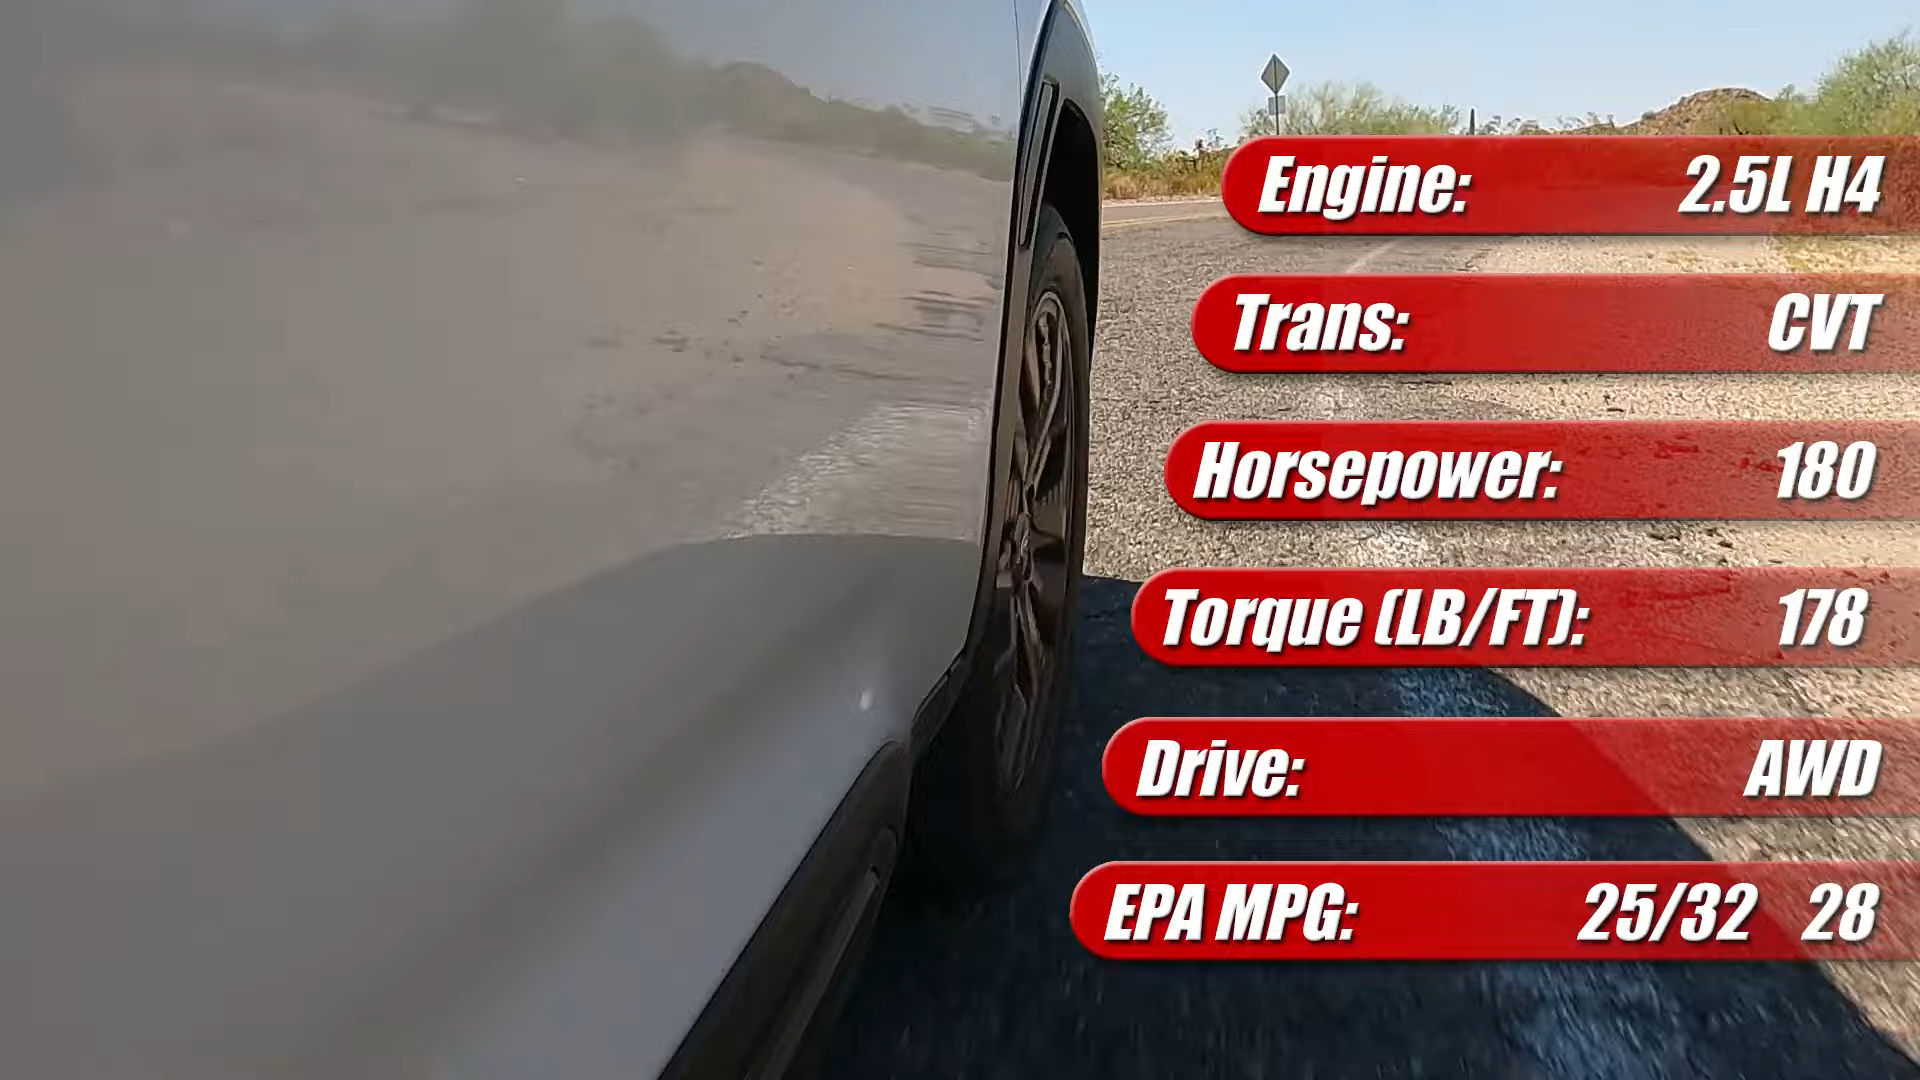 Engine: 2.5L H4
Trans: CVT
Horsepower: 180
Torque (LB/FT): 178
Drive: AWD
EPA MPG: 25/32 28